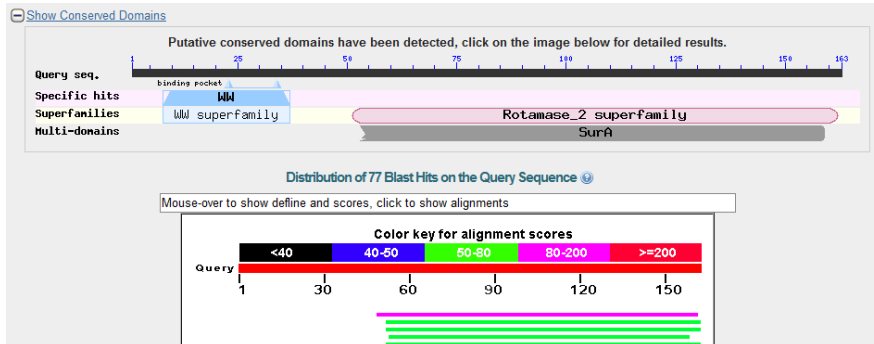 Show Conserved Domains
Putative conserved domains have been detected, click on the image below for detailed results.
1 25 50 75 100 125 150 163
Query seq.
binding pocket
Specific hits WW
Superfamilies WW superfamily Rotamase_2 superfamily
Multi-domains SurA
Distribution of 77 Blast Hits on the Query Sequence
Mouse-over to show defline and scores, click to show alignments
Color key for alignment scores
<40 40-50 50-80 80-200 >=200
Query
1 30 60 90 120 150